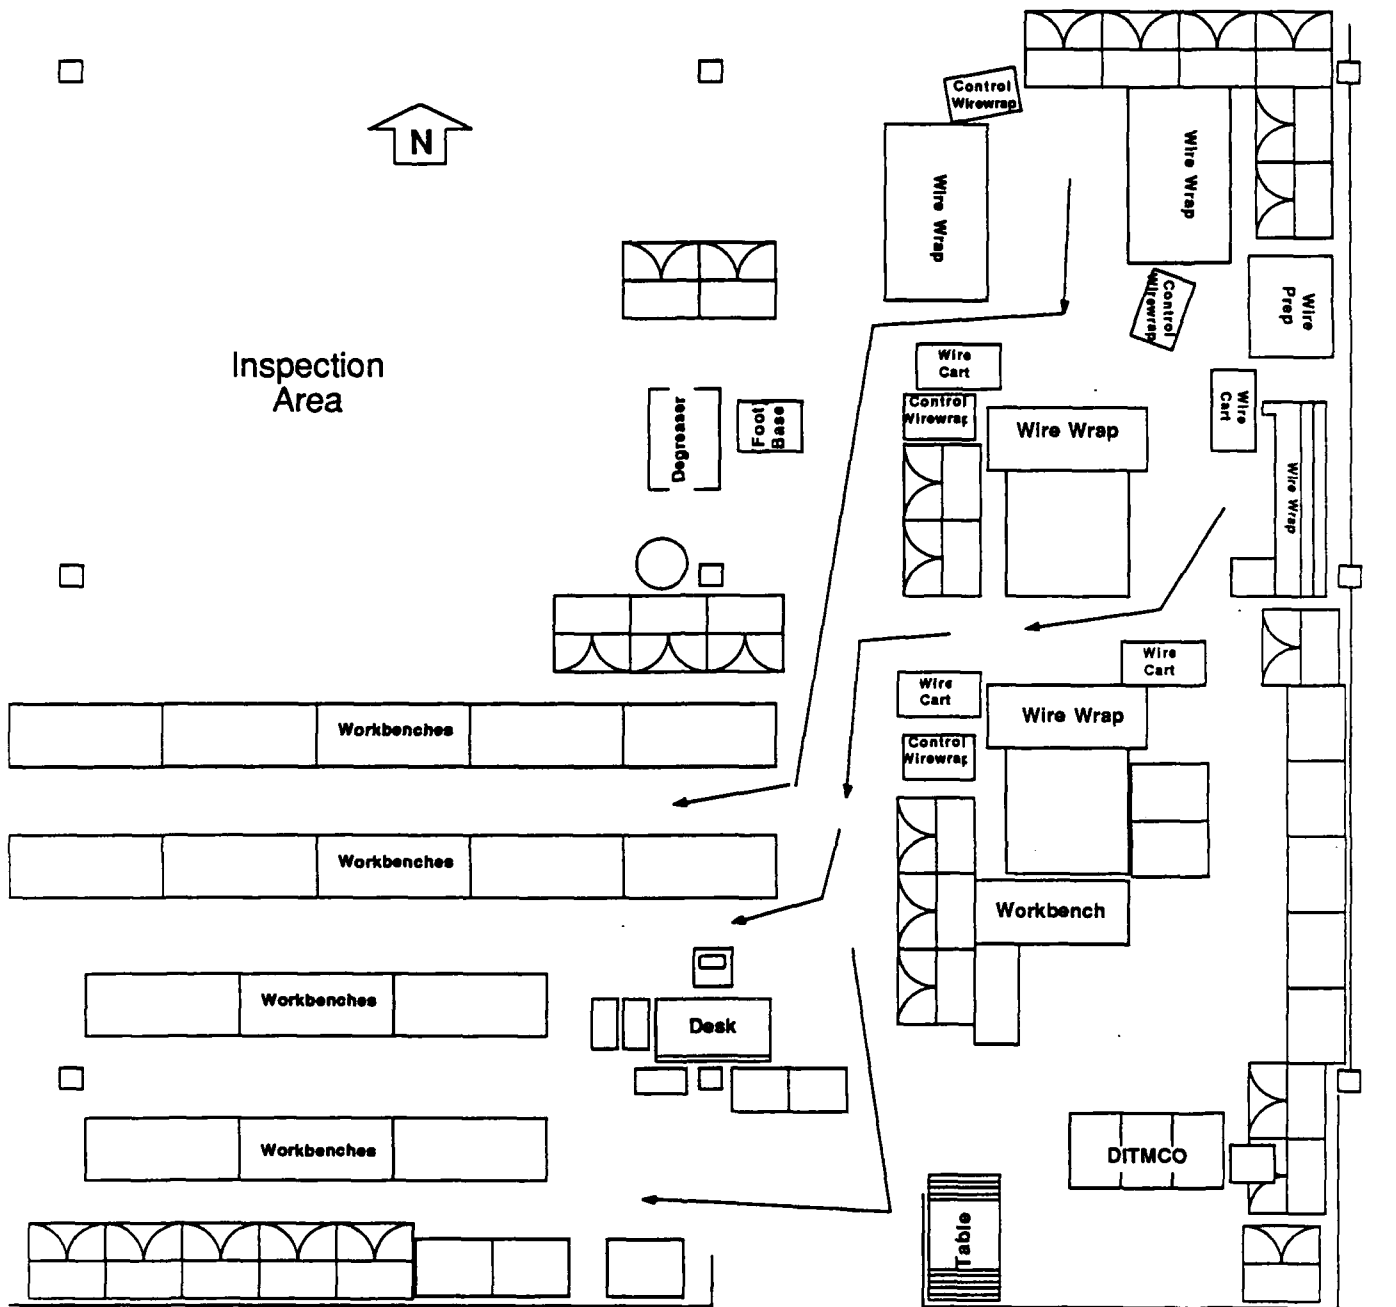 Control
Wirewrap
N
Wire Wrap
Wire Wrap
Control
Wirewrap
Wire
Prep
Inspection
Area
Wire
Cart
Control
Wirewrap
Wire Wrap
Wire
Cart
Degreaser
Foot
Base
Wire Wrap
Wire
Cart
Wire
Cart
Wire Wrap
Control
Wirewrap
Workbenches
Workbenches
Workbench
Workbenches
Desk
Workbenches
DITMCO
Table